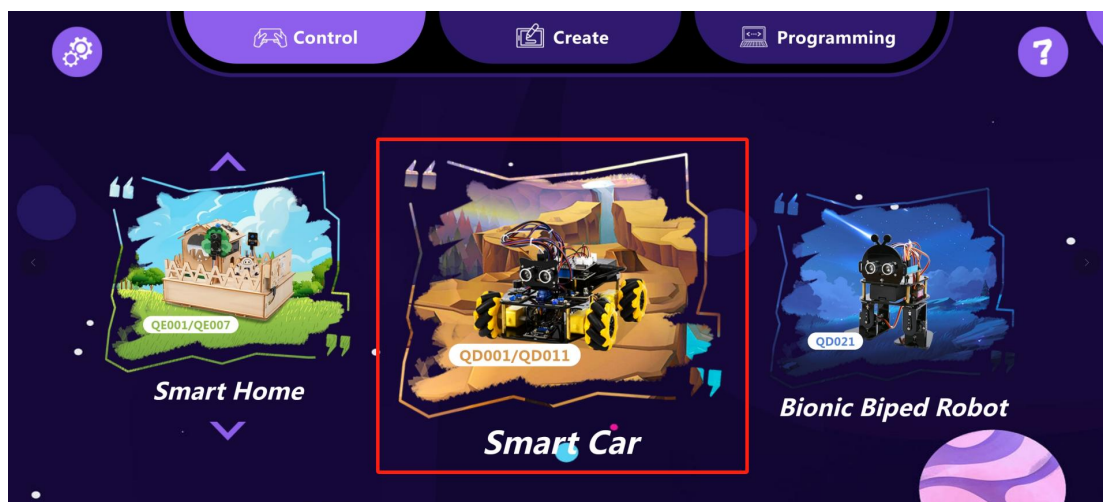 Control
Create
Programming
?
QE001/QE007
Smart Home
QD001/QD011
Smart Car
QD021
Bionic Biped Robot